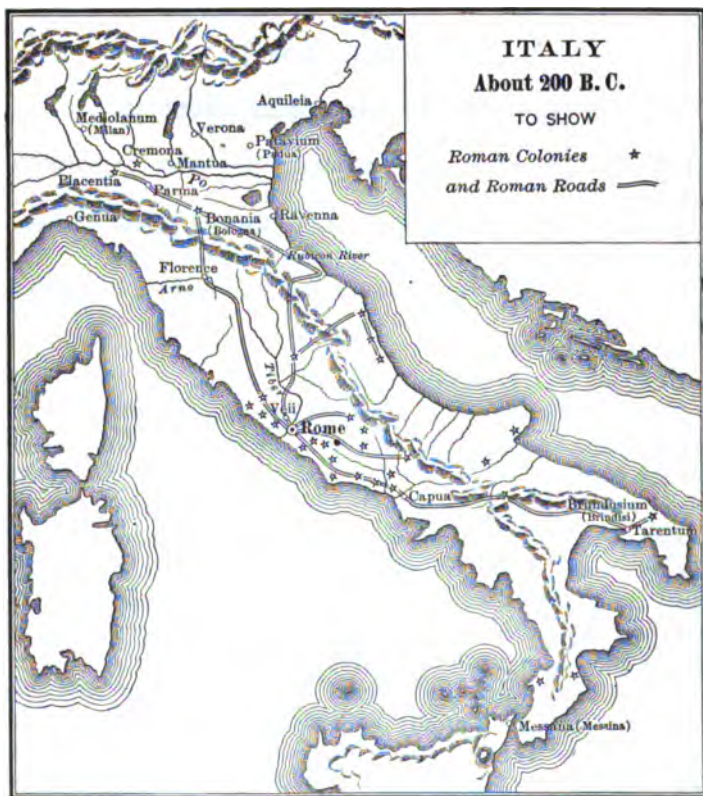 ITALY
About 200 B. C.
TO SHOW
Roman Colonies
and Roman Roads
Aquileia
Mediolanum
(Milan)
Verona
Patavium
(Padua)
Cremona
Mantua
Placentia
Po
Parma
Genua
Bonania
(Bologna)
Ravenna
Rubicon River
Florence
Arno
Tiber
Veii
Rome
Capua
Brundusium
(Brindisi)
Tarentum
Messana (Messina)